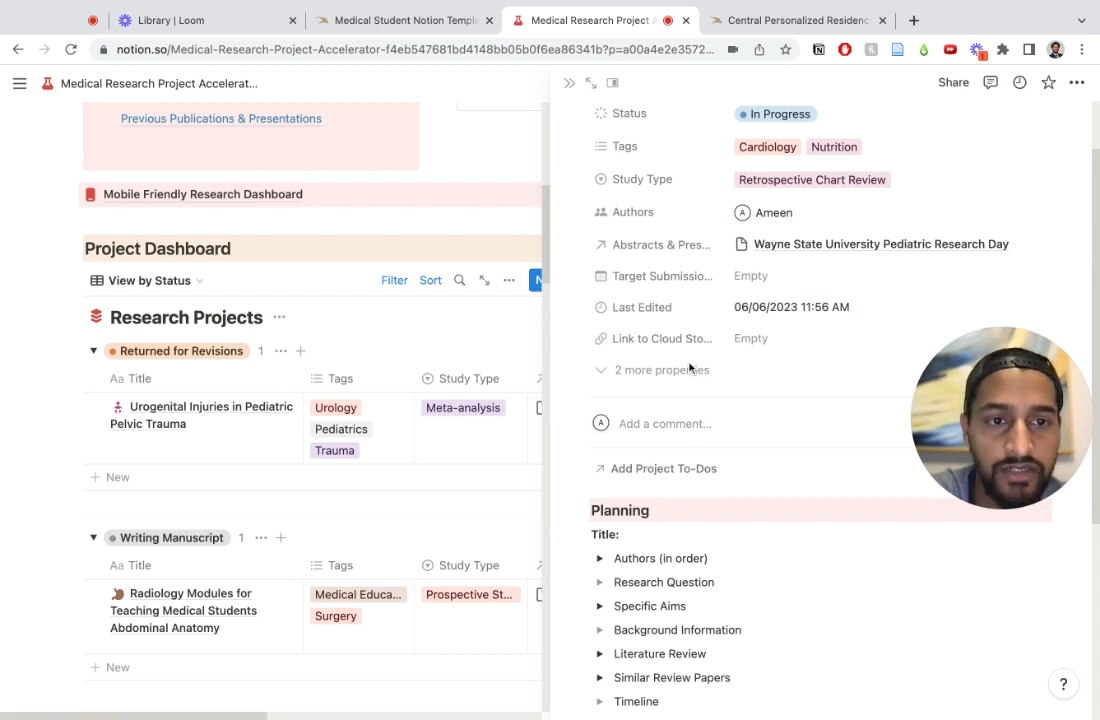 Library | Loom
Medical Student Notion Templa
Medical Research Project A
Central Personalized Residenc
notion.so/Medical-Research-Project-Accelerator-f4eb547681bd4148bb05b0f6ea86341b?p=a00a4e2e3572...
1
Medical Research Project Accelerat...
Share
Previous Publications & Presentations
Mobile Friendly Research Dashboard
Project Dashboard
View by Status
Filter
Sort
N
Research Projects
Returned for Revisions 1
Aa Title
Tags
Study Type
Urogenital Injuries in Pediatric
Pelvic Trauma
Urology
Pediatrics
Trauma
Meta-analysis
New
Writing Manuscript 1
Aa Title
Tags
Study Type
Radiology Modules for
Teaching Medical Students
Abdominal Anatomy
Medical Educa...
Surgery
Prospective St...
New
Status
In Progress
Tags
Cardiology
Nutrition
Study Type
Retrospective Chart Review
Authors
A Ameen
Abstracts & Pres...
Wayne State University Pediatric Research Day
Target Submissio...
Empty
Last Edited
06/06/2023 11:56 AM
Link to Cloud Sto...
Empty
2 more properties
A Add a comment...
Add Project To-Dos
Planning
Title:
Authors (in order)
Research Question
Specific Aims
Background Information
Literature Review
Similar Review Papers
Timeline
?